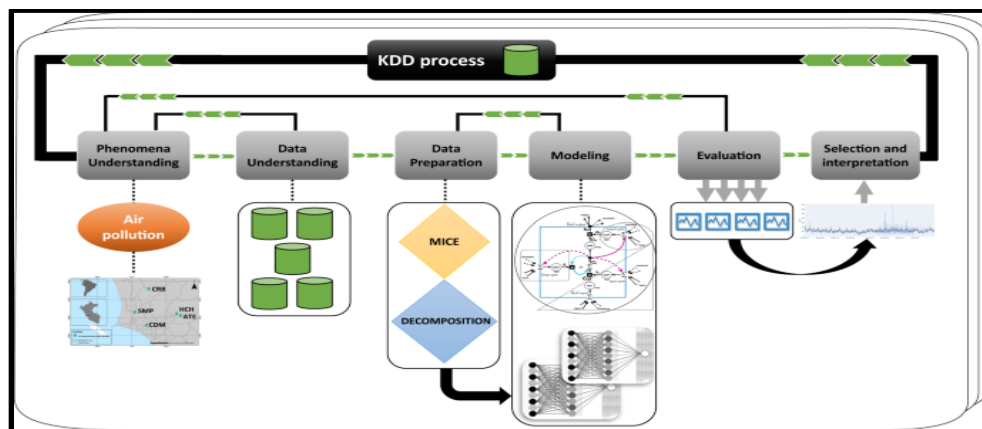 KDD process
Phenomena
Understanding
Data
Understanding
Data
Preparation
Modeling
Evaluation
Selection and
interpretation
Air
pollution
MICE
DECOMPOSITION
CRB
SMP
HCH
ATE
CDM